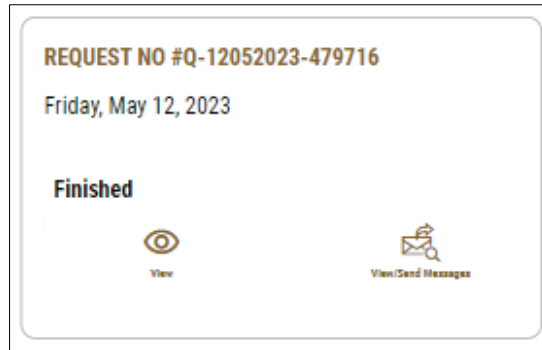 REQUEST NO #Q-12052023-479716
Friday, May 12, 2023
Finished
View
View/Send Messages